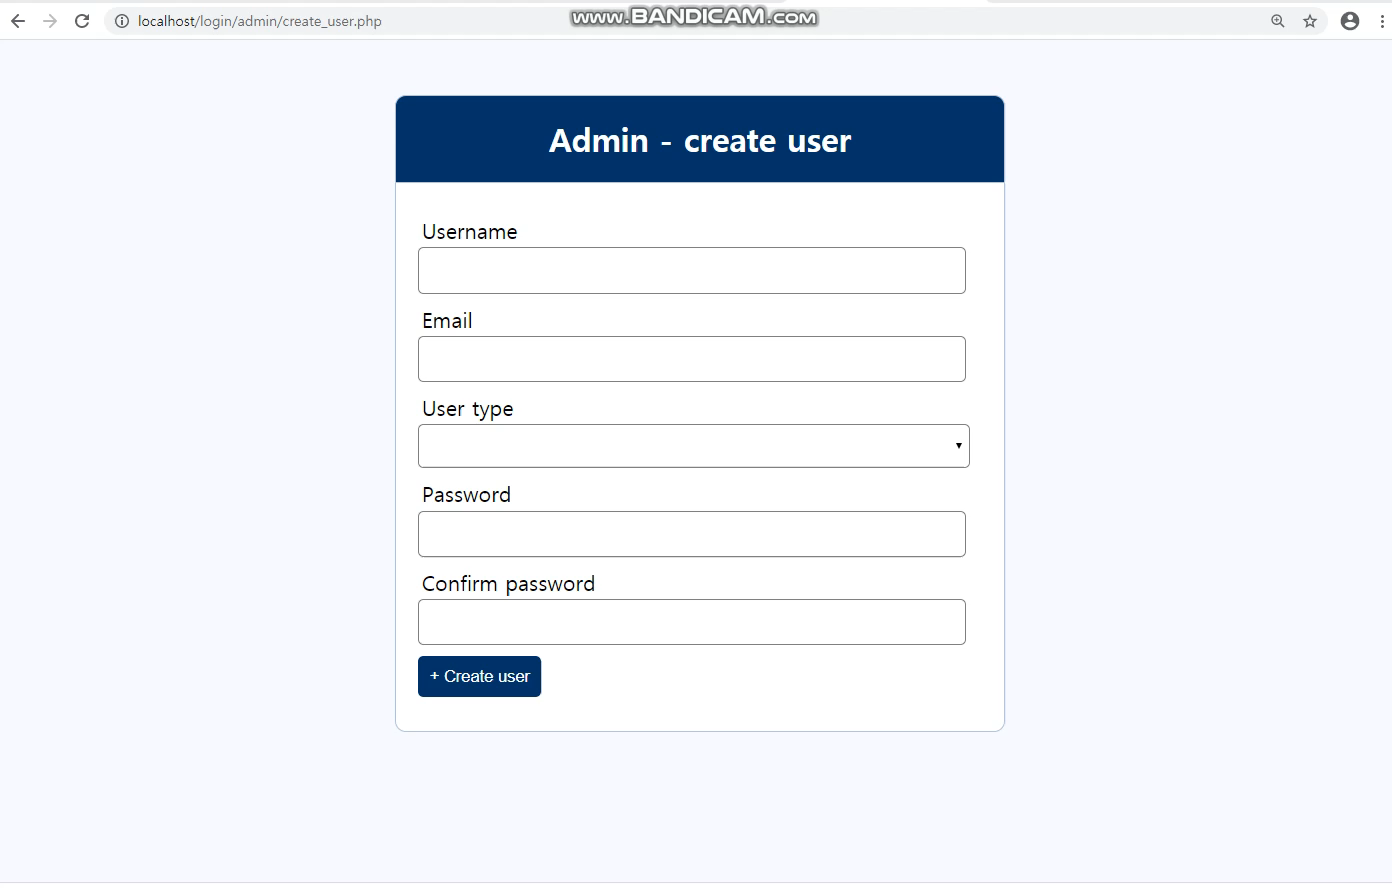 localhost/login/admin/create_user.php
www.BANDICAM.COM
Admin - create user
Username
Email
User type
Password
Confirm password
+ Create user